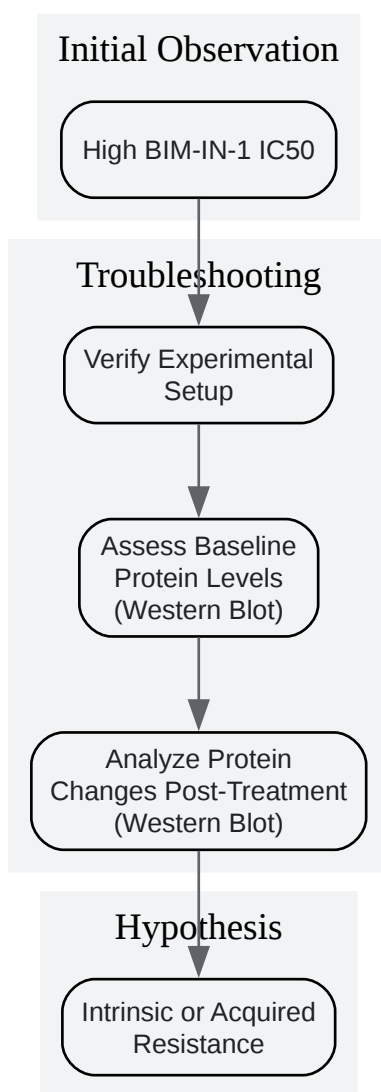 Initial Observation
High BIM-IN-1 IC50
Troubleshooting
Verify Experimental
Setup
Assess Baseline
Protein Levels
(Western Blot)
Analyze Protein
Changes Post-Treatment
(Western Blot)
Hypothesis
Intrinsic or Acquired
Resistance